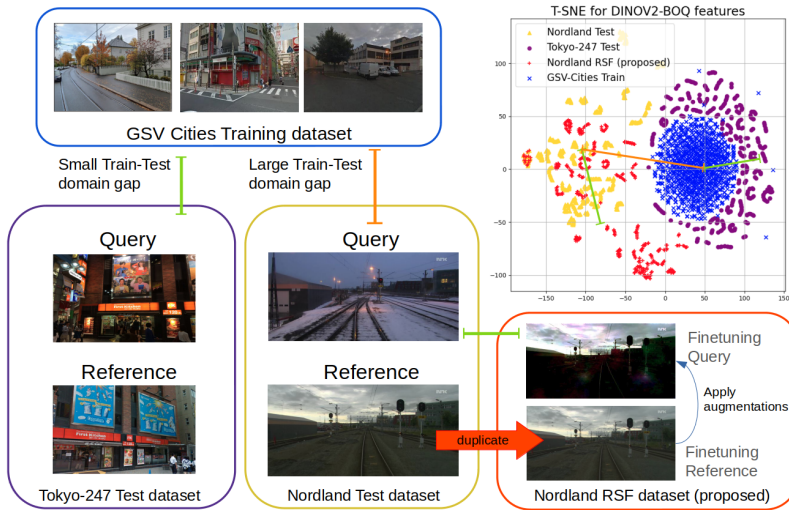 GSV Cities Training dataset
Small Train-Test
domain gap
Large Train-Test
domain gap
T-SNE for DINOV2-BOQ features
Nordland Test
Tokyo-247 Test
Nordland RSF (proposed)
GSV-Cities Train
100
50
0
−50
−100
−150
−100
−50
0
50
100
150
Query
Reference
Tokyo-247 Test dataset
Query
Reference
Nordland Test dataset
duplicate
Finetuning
Query
Apply
augmentations
Finetuning
Reference
Nordland RSF dataset (proposed)